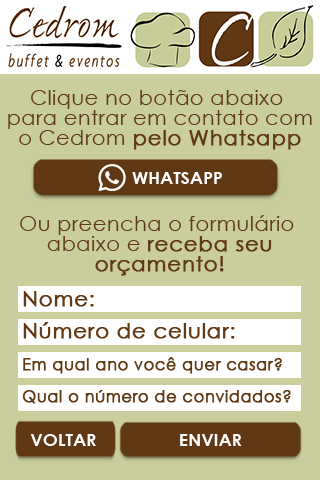 Cedrom
buffet & eventos
C
Clique no botão abaixo
para entrar em contato com
o Cedrom pelo Whatsapp
WHATSAPP
Ou preencha o formulário
abaixo e receba seu
orçamento!
Nome:
Número de celular:
Em qual ano você quer casar?
Qual o número de convidados?
VOLTAR
ENVIAR